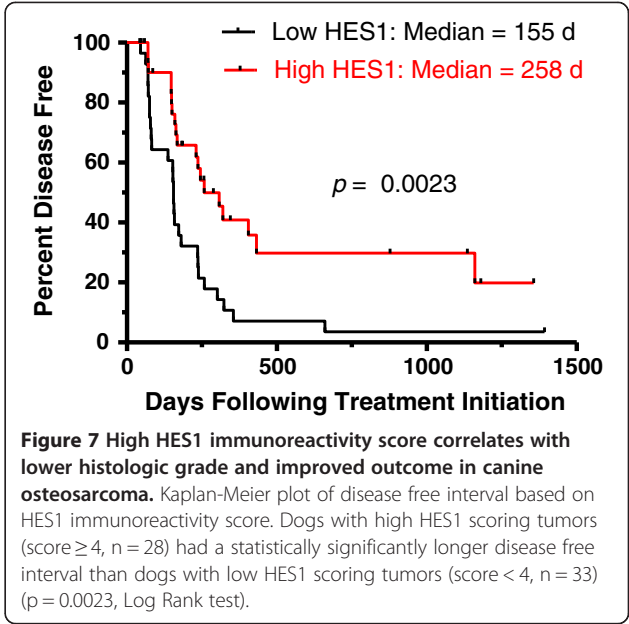 Low HES1: Median = 155 d
High HES1: Median = 258 d
p = 0.0023
Percent Disease Free
100
80
60
40
20
0
0 500 1000 1500
Days Following Treatment Initiation
Figure 7 High HES1 immunoreactivity score correlates with
lower histologic grade and improved outcome in canine
osteosarcoma. Kaplan-Meier plot of disease free interval based on
HES1 immunoreactivity score. Dogs with high HES1 scoring tumors
(score ≥ 4, n = 28) had a statistically significantly longer disease free
interval than dogs with low HES1 scoring tumors (score < 4, n = 33)
(p = 0.0023, Log Rank test).